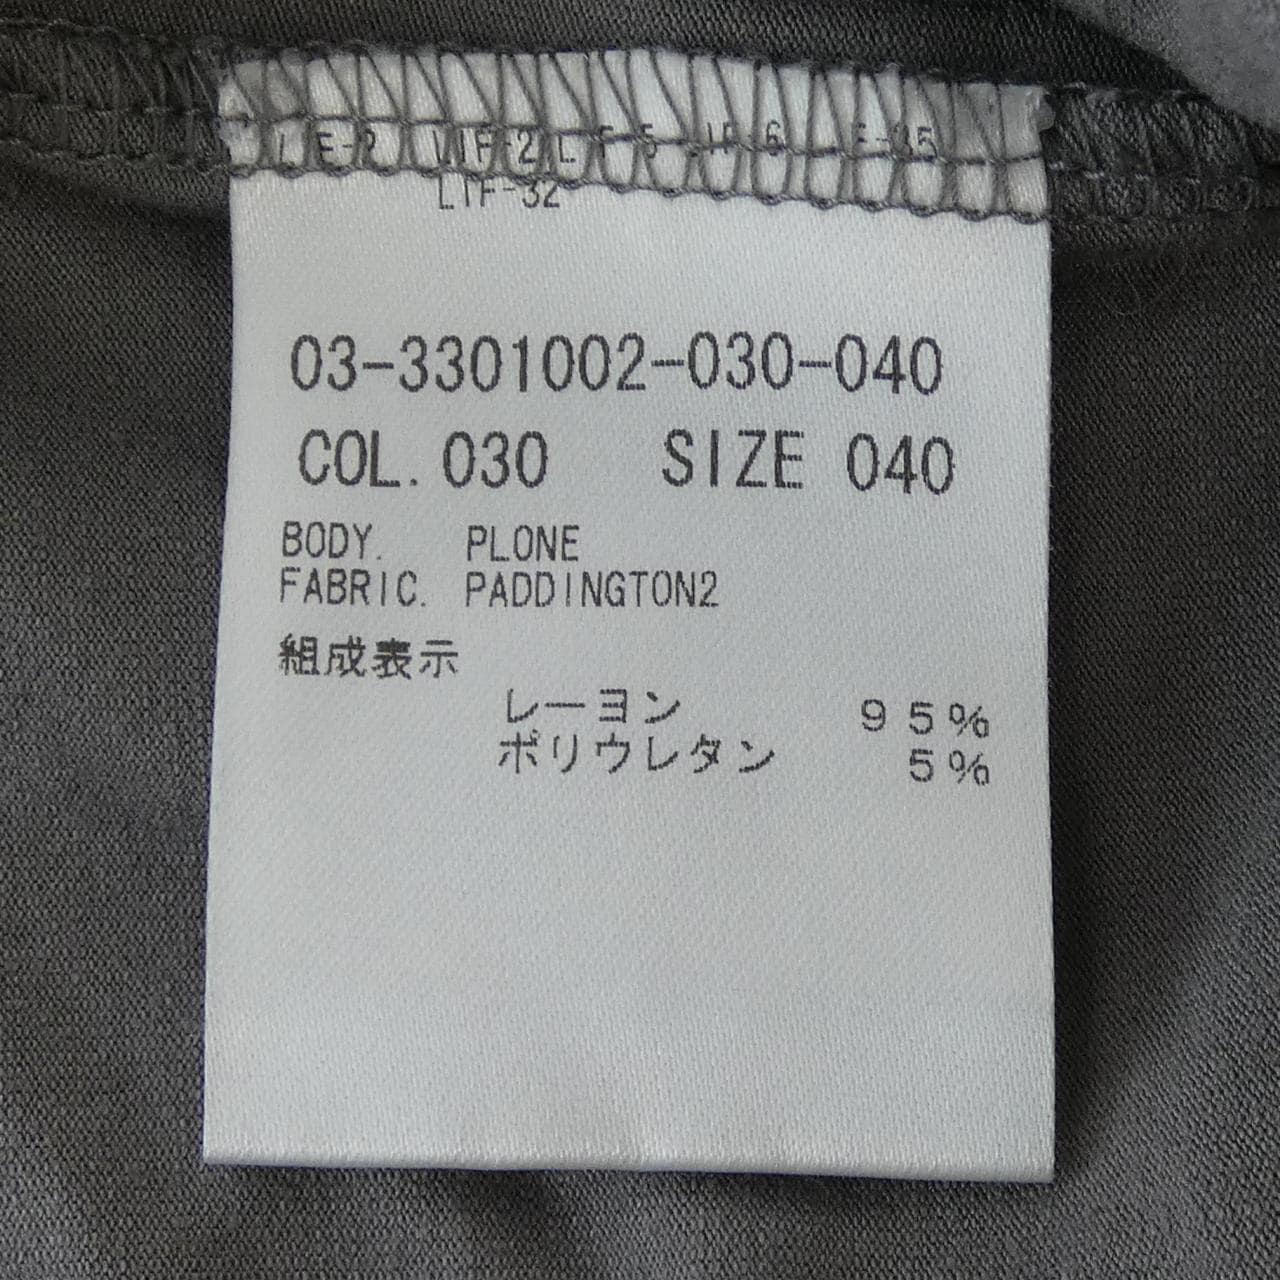 LTF-32
03-3301002-030-040
COL. 030 SIZE 040
BODY. PLONE
FABRIC. PADDINGTON2
組成表示
レーヨン 95%
ポリウレタン 5%